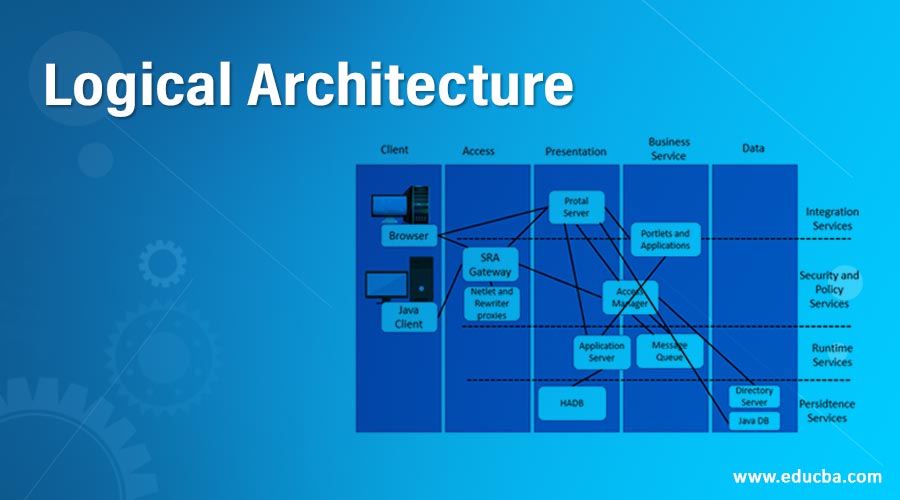 Logical Architecture
Client
Access
Presentation
Business
Service
Data
Protal
Server
Integration
Services
Browser
Portlets and
Applications
SRA
Gateway
Security and
Policy
Services
Netlet and
Rewriter
proxies
Access
Manager
Java
Client
Application
Server
Message
Queue
Runtime
Services
HADB
Directory
Server
Java DB
Persidtence
Services
www.educba.com